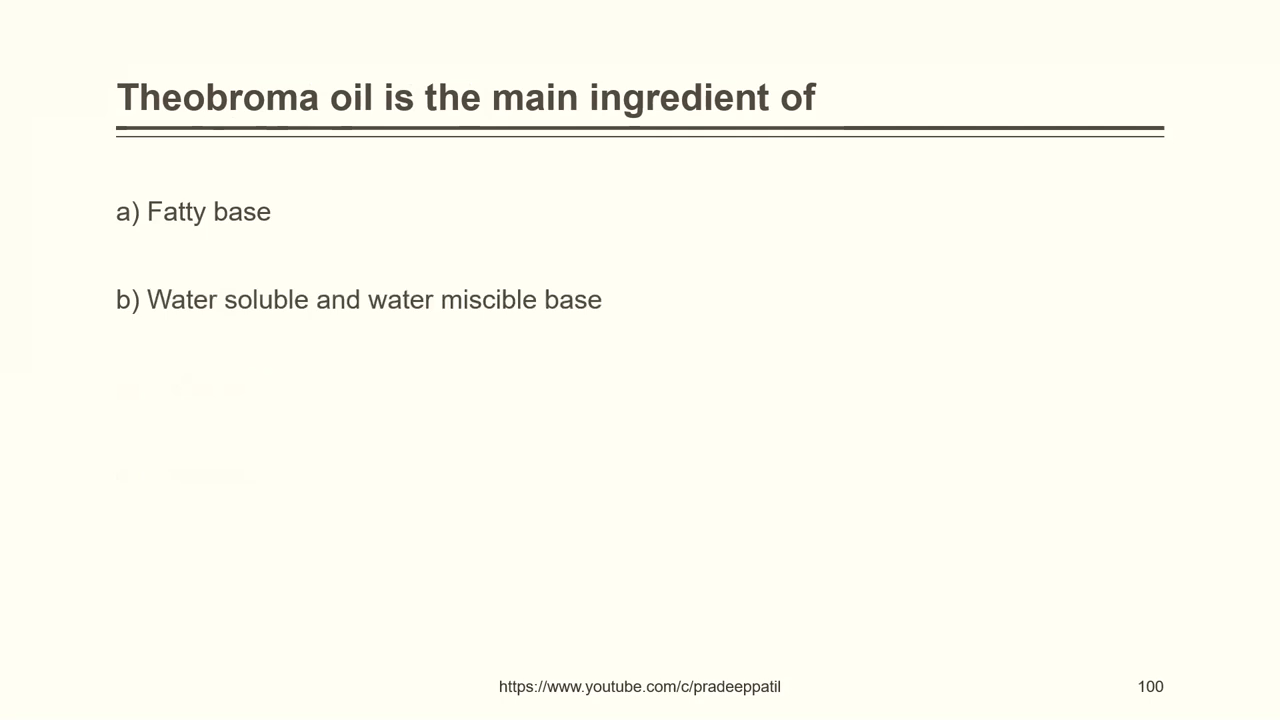 Theobroma oil is the main ingredient of
a) Fatty base
b) Water soluble and water miscible base
https://www.youtube.com/c/pradeeppatil
100